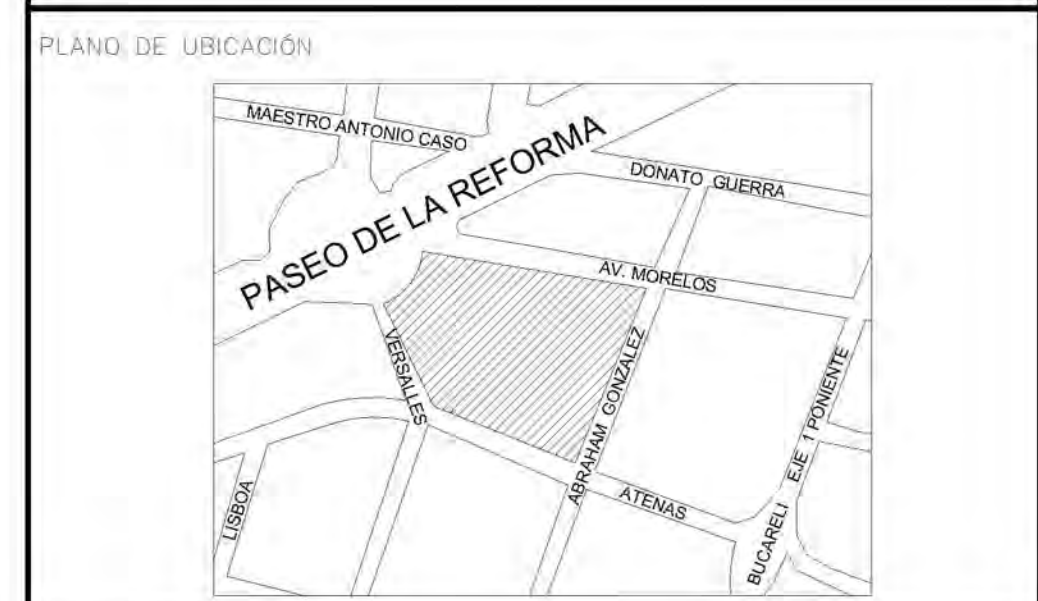 PLANO DE UBICACIÓN
MAESTRO ANTONIO CASO
PASEO DE LA REFORMA
DONATO GUERRA
AV. MORELOS
VERSALLES
ABRAHAM GONZALEZ
BUCARELI EJE 1 PONIENTE
LISBOA
ATENAS